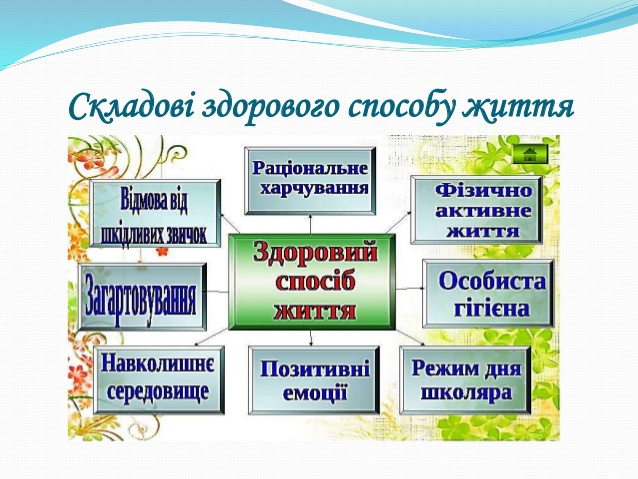 Складові здорового способу життя
Раціональне
харчування
Відмова від
шкідливих звичок
Фізично
активне
життя
Здоровий
спосіб
життя
Загартовування
Особиста
гігієна
Навколишнє
середовище
Позитивні
емоції
Режим дня
школяра